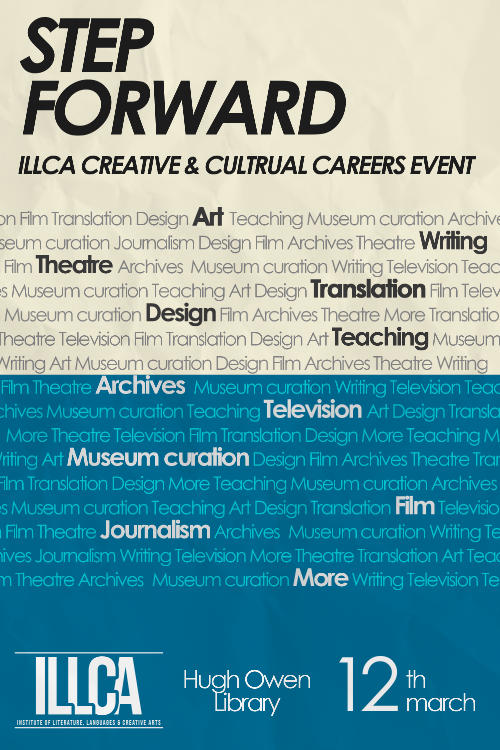 STEP
FORWARD
ILLCA CREATIVE & CULTRUAL CAREERS EVENT
on Film Translation Design Art Teaching Museum curation Archive
seum curation Journalism Design Film Archives Theatre Writing
Film Theatre Archives Museum curation Writing Television Teac
s Museum curation Teaching Art Design Translation Film Telev
Museum curation Design Film Archives Theatre More Translatio
Theatre Television Film Translation Design Art Teaching Museum
Writing Art Museum curation Design Film Archives Theatre Writing
Film Theatre Archives Museum curation Writing Television Teac
chives Museum curation Teaching Television Art Design Transla
More Theatre Television Film Translation Design More Teaching M
riting Art Museum curation Design Film Archives Theatre Tran
ilm Translation Design More Teaching Museum curation Archives
s Museum curation Teaching Art Design Translation Film Televisio
Film Theatre Journalism Archives Museum curation Writing Te
ives Journalism Writing Television More Theatre Translation Art Teac
m Theatre Archives Museum curation More Writing Television Te
ILLCA
INSTITUTE OF LITERATURE, LANGUAGES & CREATIVE ARTS
Hugh Owen
Library
12 th
march